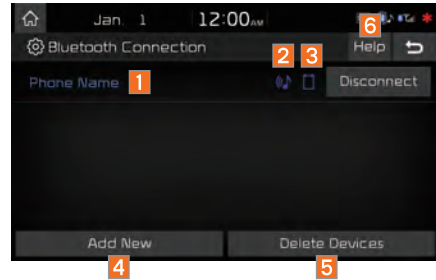 Jan. 1 12:00AM
6
Bluetooth Connection Help
2 3
Phone Name 1 Disconnect
Add New Delete Devices
4 5